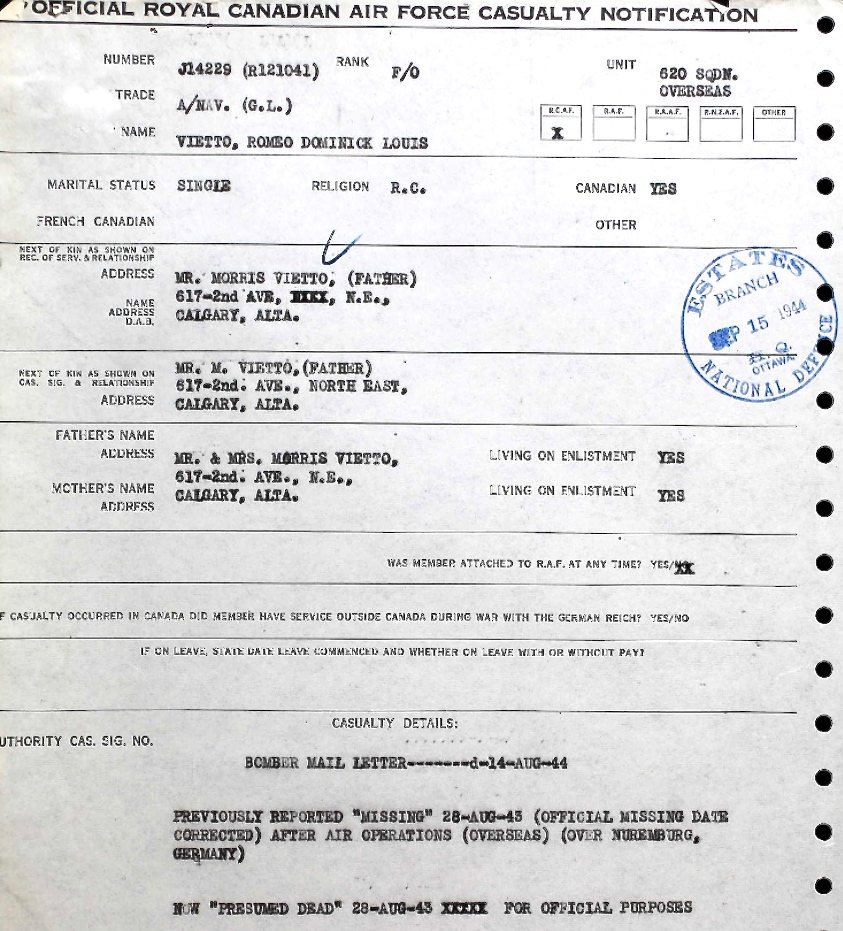 OFFICIAL ROYAL CANADIAN AIR FORCE CASUALTY NOTIFICATION
NUMBER J14229 (R121041) RANK F/O UNIT 620 SQDN.
OVERSEAS
TRADE A/NAV. (G.L.)
R.C.A.F. R.A.F. R.A.A.F. R.N.Z.A.F. OTHER
X
NAME VIETTO, ROMEO DOMINICK LOUIS
MARITAL STATUS SINGLE RELIGION R.C. CANADIAN YES
FRENCH CANADIAN OTHER
NEXT OF KIN AS SHOWN ON
REC. OF SERV. & RELATIONSHIP
ADDRESS MR. MORRIS VIETTO, (FATHER)
617-2nd AVE, XXXX, N.E.,
NAME
ADDRESS CALGARY, ALTA.
D.A.B.
ESTATES
BRANCH
SEP 15 1944
H.Q.
OTTAWA
NATIONAL DEFENCE
MR. M. VIETTO,(FATHER)
NEXT OF KIN AS SHOWN ON
CAS. SIG. & RELATIONSHIP 617-2nd. AVE., NORTH EAST,
ADDRESS CALGARY, ALTA.
FATHER'S NAME
ADDRESS MR. & MRS. MORRIS VIETTO, LIVING ON ENLISTMENT YES
617-2nd. AVE., N.E.,
MOTHER'S NAME CALGARY, ALTA. LIVING ON ENLISTMENT YES
ADDRESS
WAS MEMBER ATTACHED TO R.A.F. AT ANY TIME? YES/XX
F CASUALTY OCCURRED IN CANADA DID MEMBER HAVE SERVICE OUTSIDE CANADA DURING WAR WITH THE GERMAN REICH? YES/NO
IF ON LEAVE, STATE DATE LEAVE COMMENCED AND WHETHER ON LEAVE WITH OR WITHOUT PAY?
CASUALTY DETAILS:
UTHORITY CAS. SIG. NO.
BOMBER MAIL LETTER-------d-14-AUG-44
PREVIOUSLY REPORTED "MISSING" 28-AUG-43 (OFFICIAL MISSING DATE
CORRECTED) AFTER AIR OPERATIONS (OVERSEAS) (OVER NUREMBURG,
GERMANY)
NOW "PRESUMED DEAD" 28-AUG-43 XXXXX FOR OFFICIAL PURPOSES